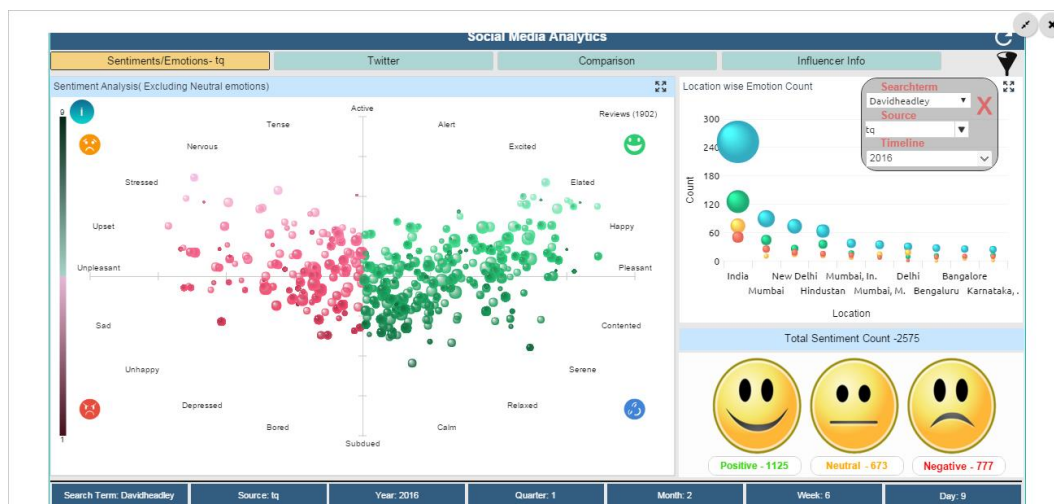 Social Media Analytics
Sentiments/Emotions- tq
Twitter
Comparison
Influencer Info
Sentiment Analysis( Excluding Neutral emotions)
Reviews (1902)
9
1
i
Active
Tense
Alert
Nervous
Excited
Stressed
Elated
Upset
Happy
Unpleasant
Pleasant
Sad
Contented
Unhappy
Serene
Depressed
Relaxed
Bored
Calm
Subdued
Location wise Emotion Count
Searchterm
Davidheadley
X
Source
tq
Timeline
2016
Count
300
240
180
120
60
0
India
New Delhi
Mumbai, In.
Delhi
Bangalore
Mumbai
Hindustan
Mumbai, M.
Bengaluru
Karnataka, .
Location
Total Sentiment Count -2575
Positive - 1125
Neutral - 673
Negative - 777
Search Term: Davidheadley
Source: tq
Year: 2016
Quarter: 1
Month: 2
Week: 6
Day: 9